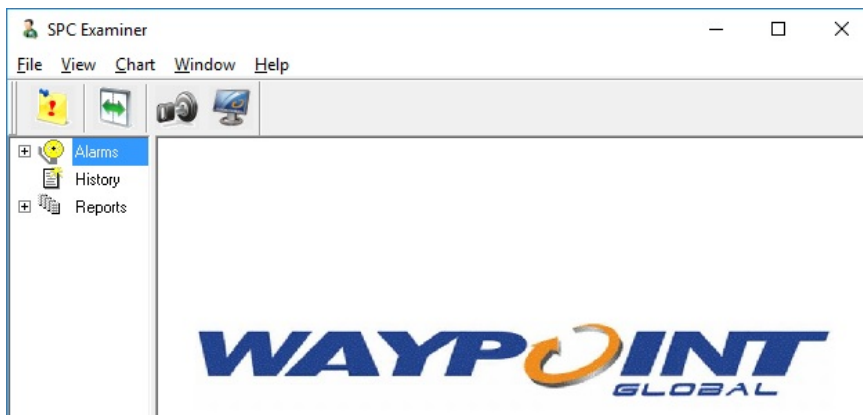 SPC Examiner
File View Chart Window Help
Alarms
History
Reports
WAYPOINT
GLOBAL